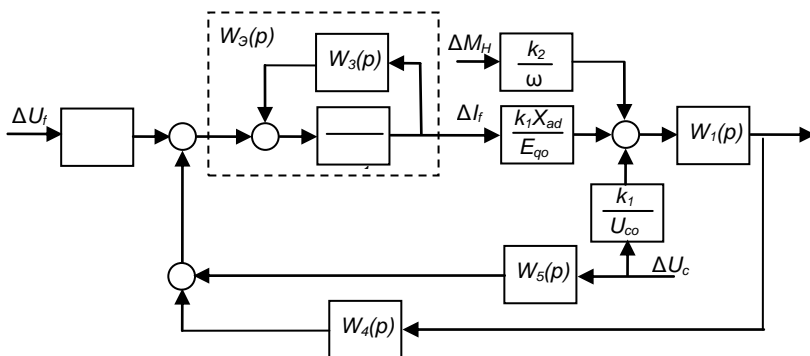 W_Э(p)
W_3(p)
ΔM_H
k_2
ω
ΔU_f
ΔI_f
k_1X_ad
E_qo
W_1(p)
k_1
U_co
W_5(p)
ΔU_c
W_4(p)